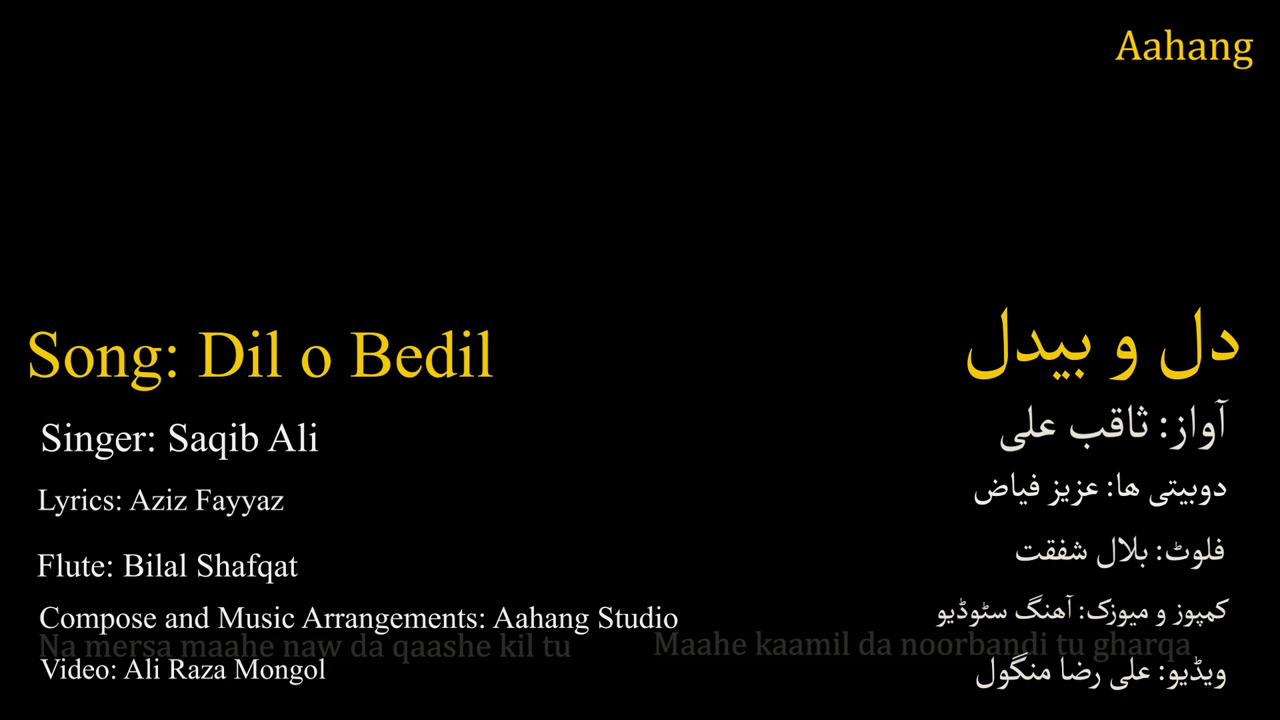 Aahang
Song: Dil o Bedil
دل و بیدل
Singer: Saqib Ali
آواز: ثاقب علی
Lyrics: Aziz Fayyaz
دوبیتی ها: عزیز فیاض
Flute: Bilal Shafqat
فلوٹ: بلال شفقت
Compose and Music Arrangements: Aahang Studio
کمپوز و میوزک: آهنگ سٹوڈیو
Na mersa maahe naw da qaashe kil tu
Maahe kaamil da noorbandi tu gharqa
Video: Ali Raza Mongol
ویڈیو: علی رضا منگول